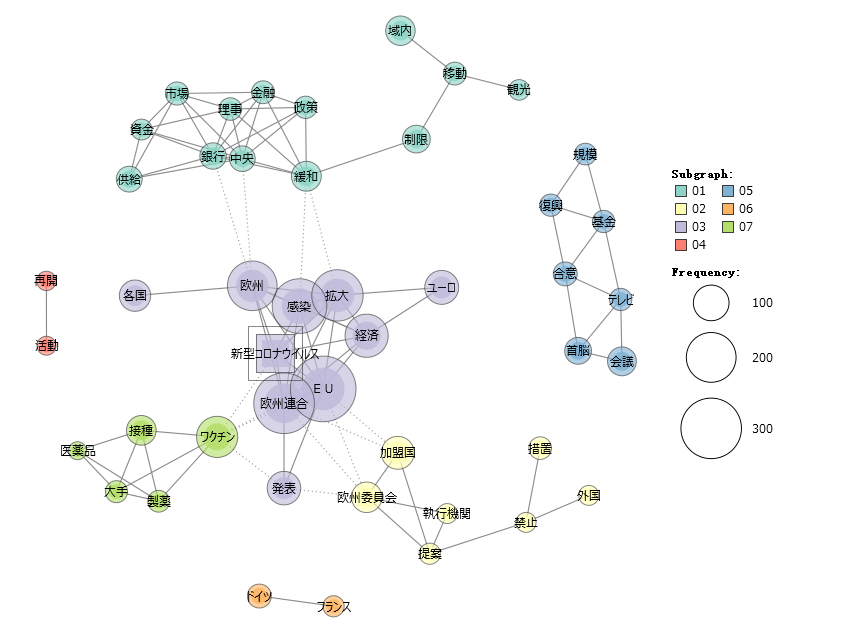 域内
移動
観光
市場
金融
理事
政策
資金
制限
銀行
中央
供給
緩和
規模
復興
基金
合意
テレビ
首脳
会議
再開
活動
各国
欧州
感染
拡大
ユーロ
経済
新型コロナウイルス
ＥＵ
欧州連合
接種
ワクチン
医薬品
大手
製薬
発表
加盟国
欧州委員会
執行機関
提案
措置
外国
禁止
ドイツ
フランス
Subgraph:
01 05
02 06
03 07
04
Frequency:
100
200
300